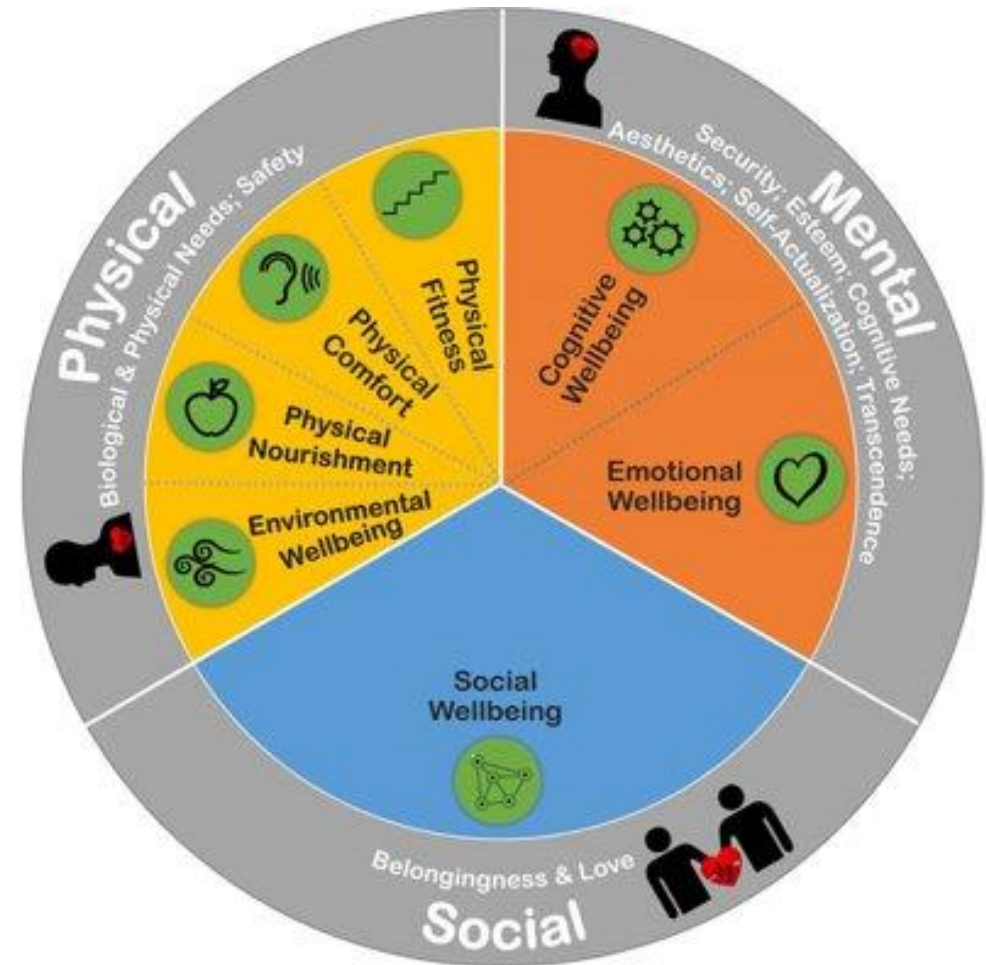 Physical
Biological & Physical Needs; Safety
Physical
Fitness
Physical
Comfort
Physical
Nourishment
Environmental
Wellbeing
Mental
Security; Esteem; Cognitive Needs;
Aesthetics; Self-Actualization; Transcendence
Cognitive
Wellbeing
Emotional
Wellbeing
Social
Wellbeing
Belongingness & Love
Social